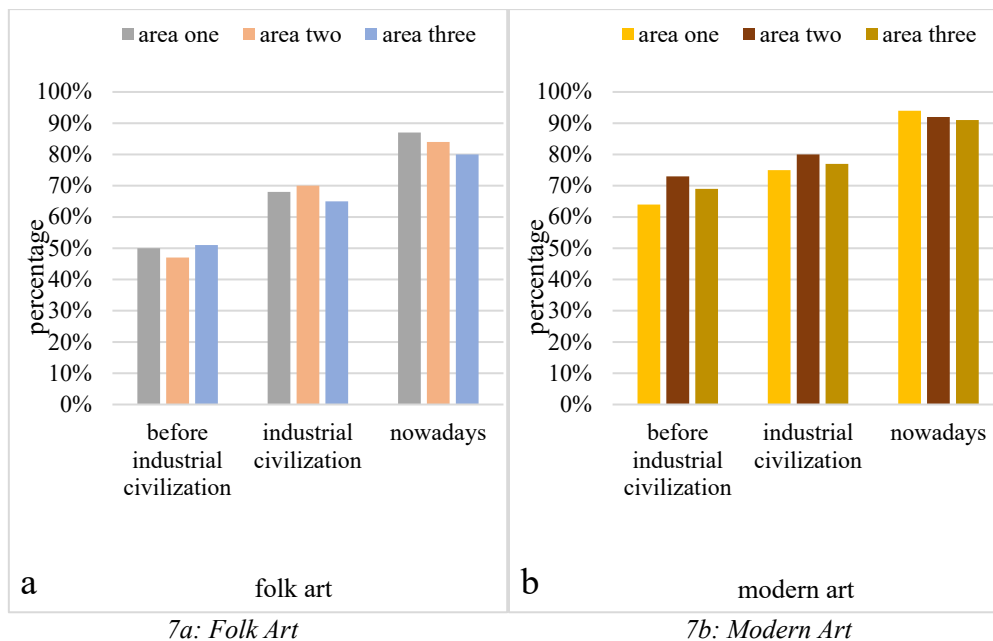 area one area two area three
100%
90%
80%
70%
60%
50%
40%
30%
20%
10%
0%
percentage
before industrial nowadays
industrial civilization
civilization
a
folk art
7a: Folk Art
area one area two area three
100%
90%
80%
70%
60%
50%
40%
30%
20%
10%
0%
percentage
before industrial nowadays
industrial civilization
civilization
b
modern art
7b: Modern Art